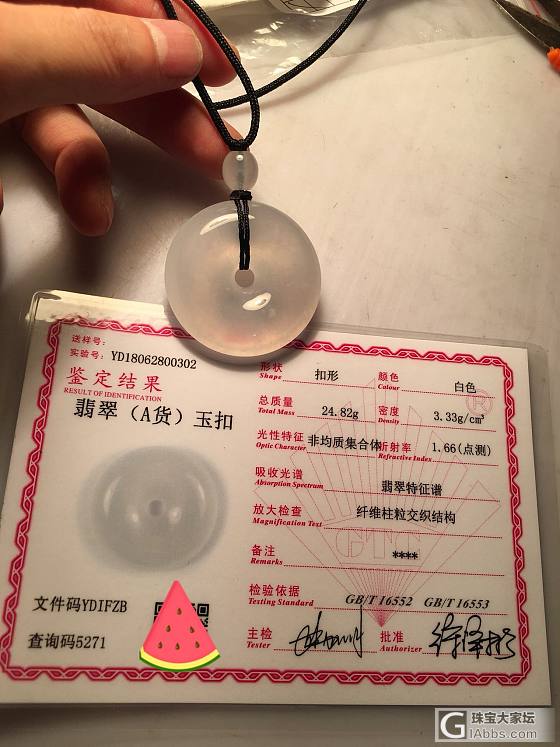 送样号:
实验号: YD18062800302
鉴定结果
RESULT OF IDENTIFICATION
翡翠（A货）玉扣
形状 扣形 颜色 白色
Shape Colour
总质量 24.82g 密度 3.33g/cm³
Total Mass Density
光性特征 非均质集合体 折射率 1.66(点测)
Optic Character Refractive Index
吸收光谱 翡翠特征谱
Absorption Spectrum
放大检查 纤维柱粒交织结构
Magnification Test
备注 ****
Remarks
检验依据 GB/T 16552 GB/T 16553
Testing Standard
主检 批准
Tester Authorizer
文件码YDIFZB
查询码5271
GTC
R
G 珠宝大家坛
iAbbs.com